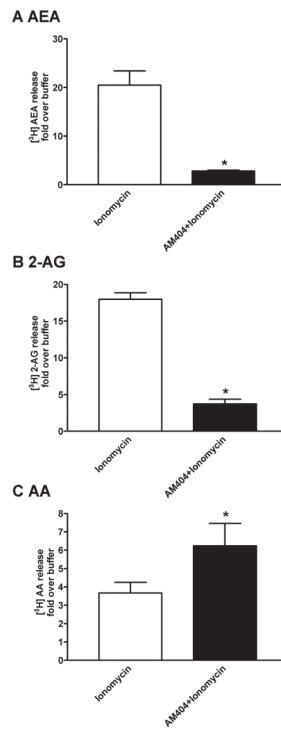 A AEA
30
20
10
0
[³H] AEA release
fold over buffer
*
Ionomycin
AM404+Ionomycin
B 2-AG
20
15
10
5
0
[³H] 2-AG release
fold over buffer
*
Ionomycin
AM404+Ionomycin
C AA
8
7
6
5
4
3
2
1
0
[³H] AA release
fold over buffer
*
Ionomycin
AM404+Ionomycin